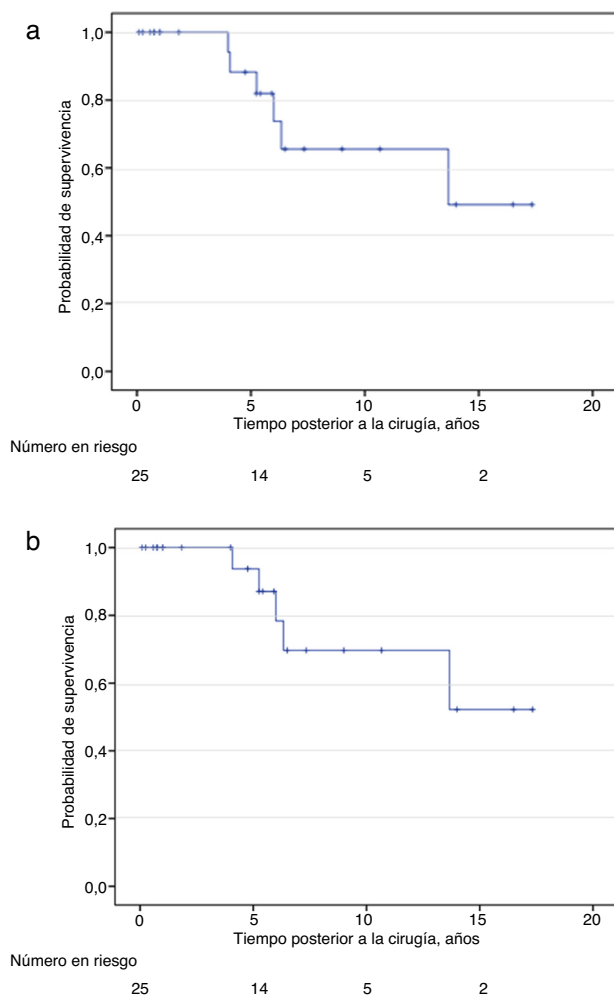 a
1,0
0,8
0,6
0,4
0,2
0,0
Probabilidad de supervivencia
0 5 10 15 20
Tiempo posterior a la cirugía, años
Número en riesgo
25 14 5 2
b
1,0
0,8
0,6
0,4
0,2
0,0
Probabilidad de supervivencia
0 5 10 15 20
Tiempo posterior a la cirugía, años
Número en riesgo
25 14 5 2